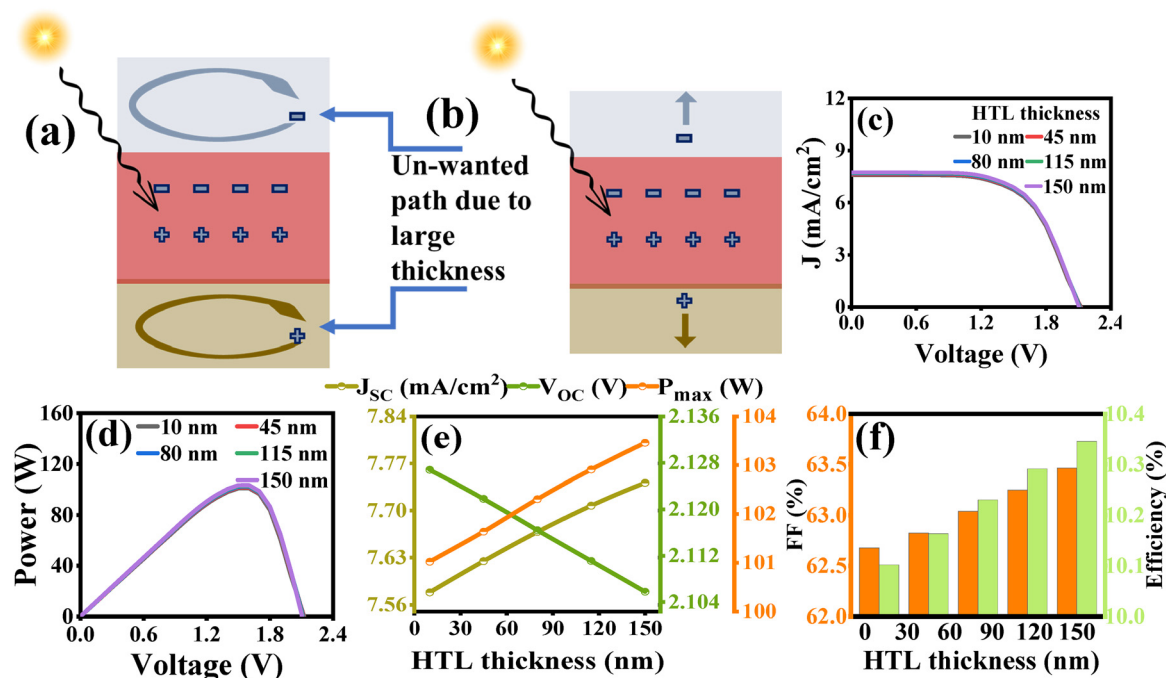 (a)
Un-wanted
path due to
large
thickness
(b)
(c)
HTL thickness
10 nm 45 nm
80 nm 115 nm
150 nm
12
9
6
3
0
J (mA/cm²)
0.0 0.6 1.2 1.8 2.4
Voltage (V)
J_SC (mA/cm²) V_OC (V) P_max (W)
(d)
10 nm 45 nm
80 nm 115 nm
150 nm
160
120
80
40
0
Power (W)
0.0 0.6 1.2 1.8 2.4
Voltage (V)
(e)
7.84
7.77
7.70
7.63
7.56
2.136
2.128
2.120
2.112
2.104
104
103
102
101
100
0 30 60 90 120 150
HTL thickness (nm)
(f)
64.0
63.5
63.0
62.5
62.0
FF (%)
10.4
10.3
10.2
10.1
10.0
Efficiency (%)
0 30 60 90 120 150
HTL thickness (nm)